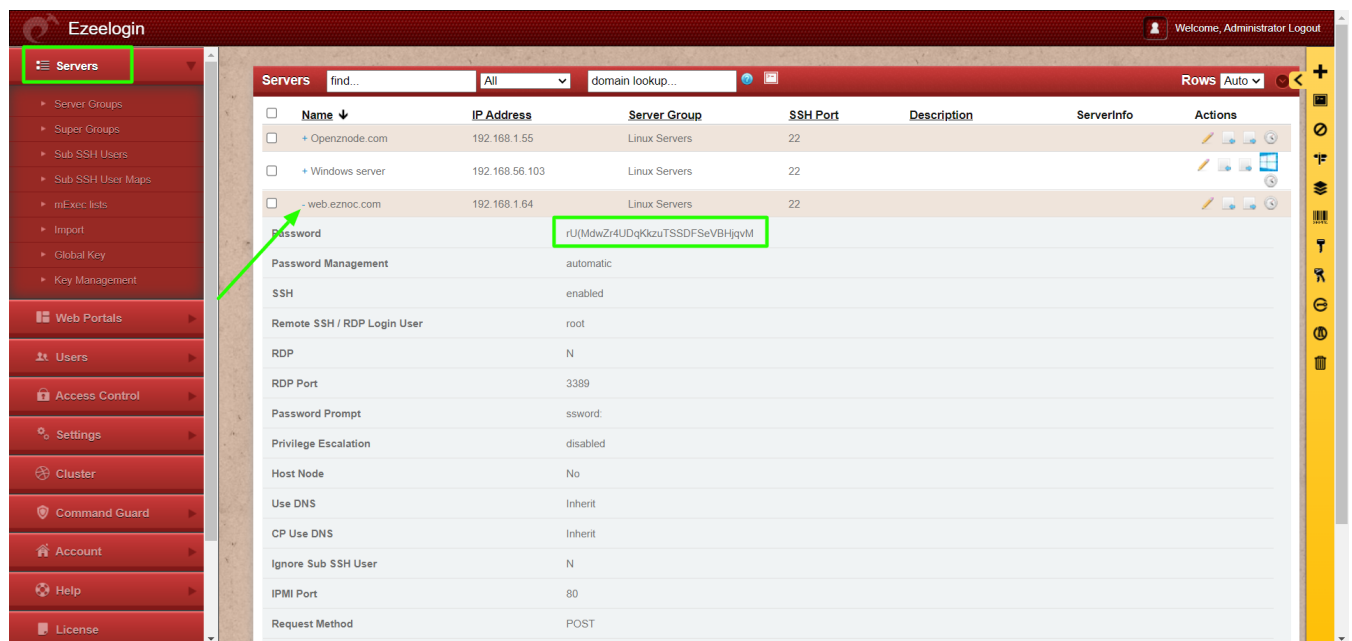 Ezeelogin
Welcome, Administrator Logout
Servers
Server Groups
Super Groups
Sub SSH Users
Sub SSH User Maps
mExec lists
Import
Global Key
Key Management
Web Portals
Users
Access Control
Settings
Cluster
Command Guard
Account
Help
License
Servers find... All domain lookup... Rows Auto
Name IP Address Server Group SSH Port Description ServerInfo Actions
+ Openznode.com 192.168.1.55 Linux Servers 22
+ Windows server 192.168.56.103 Linux Servers 22
- web.eznoc.com 192.168.1.64 Linux Servers 22
Password rU(MdwZr4UDqKkzuTSSDFSeVBHjqvM
Password Management automatic
SSH enabled
Remote SSH / RDP Login User root
RDP N
RDP Port 3389
Password Prompt ssword:
Privilege Escalation disabled
Host Node No
Use DNS Inherit
CP Use DNS Inherit
Ignore Sub SSH User N
IPMI Port 80
Request Method POST